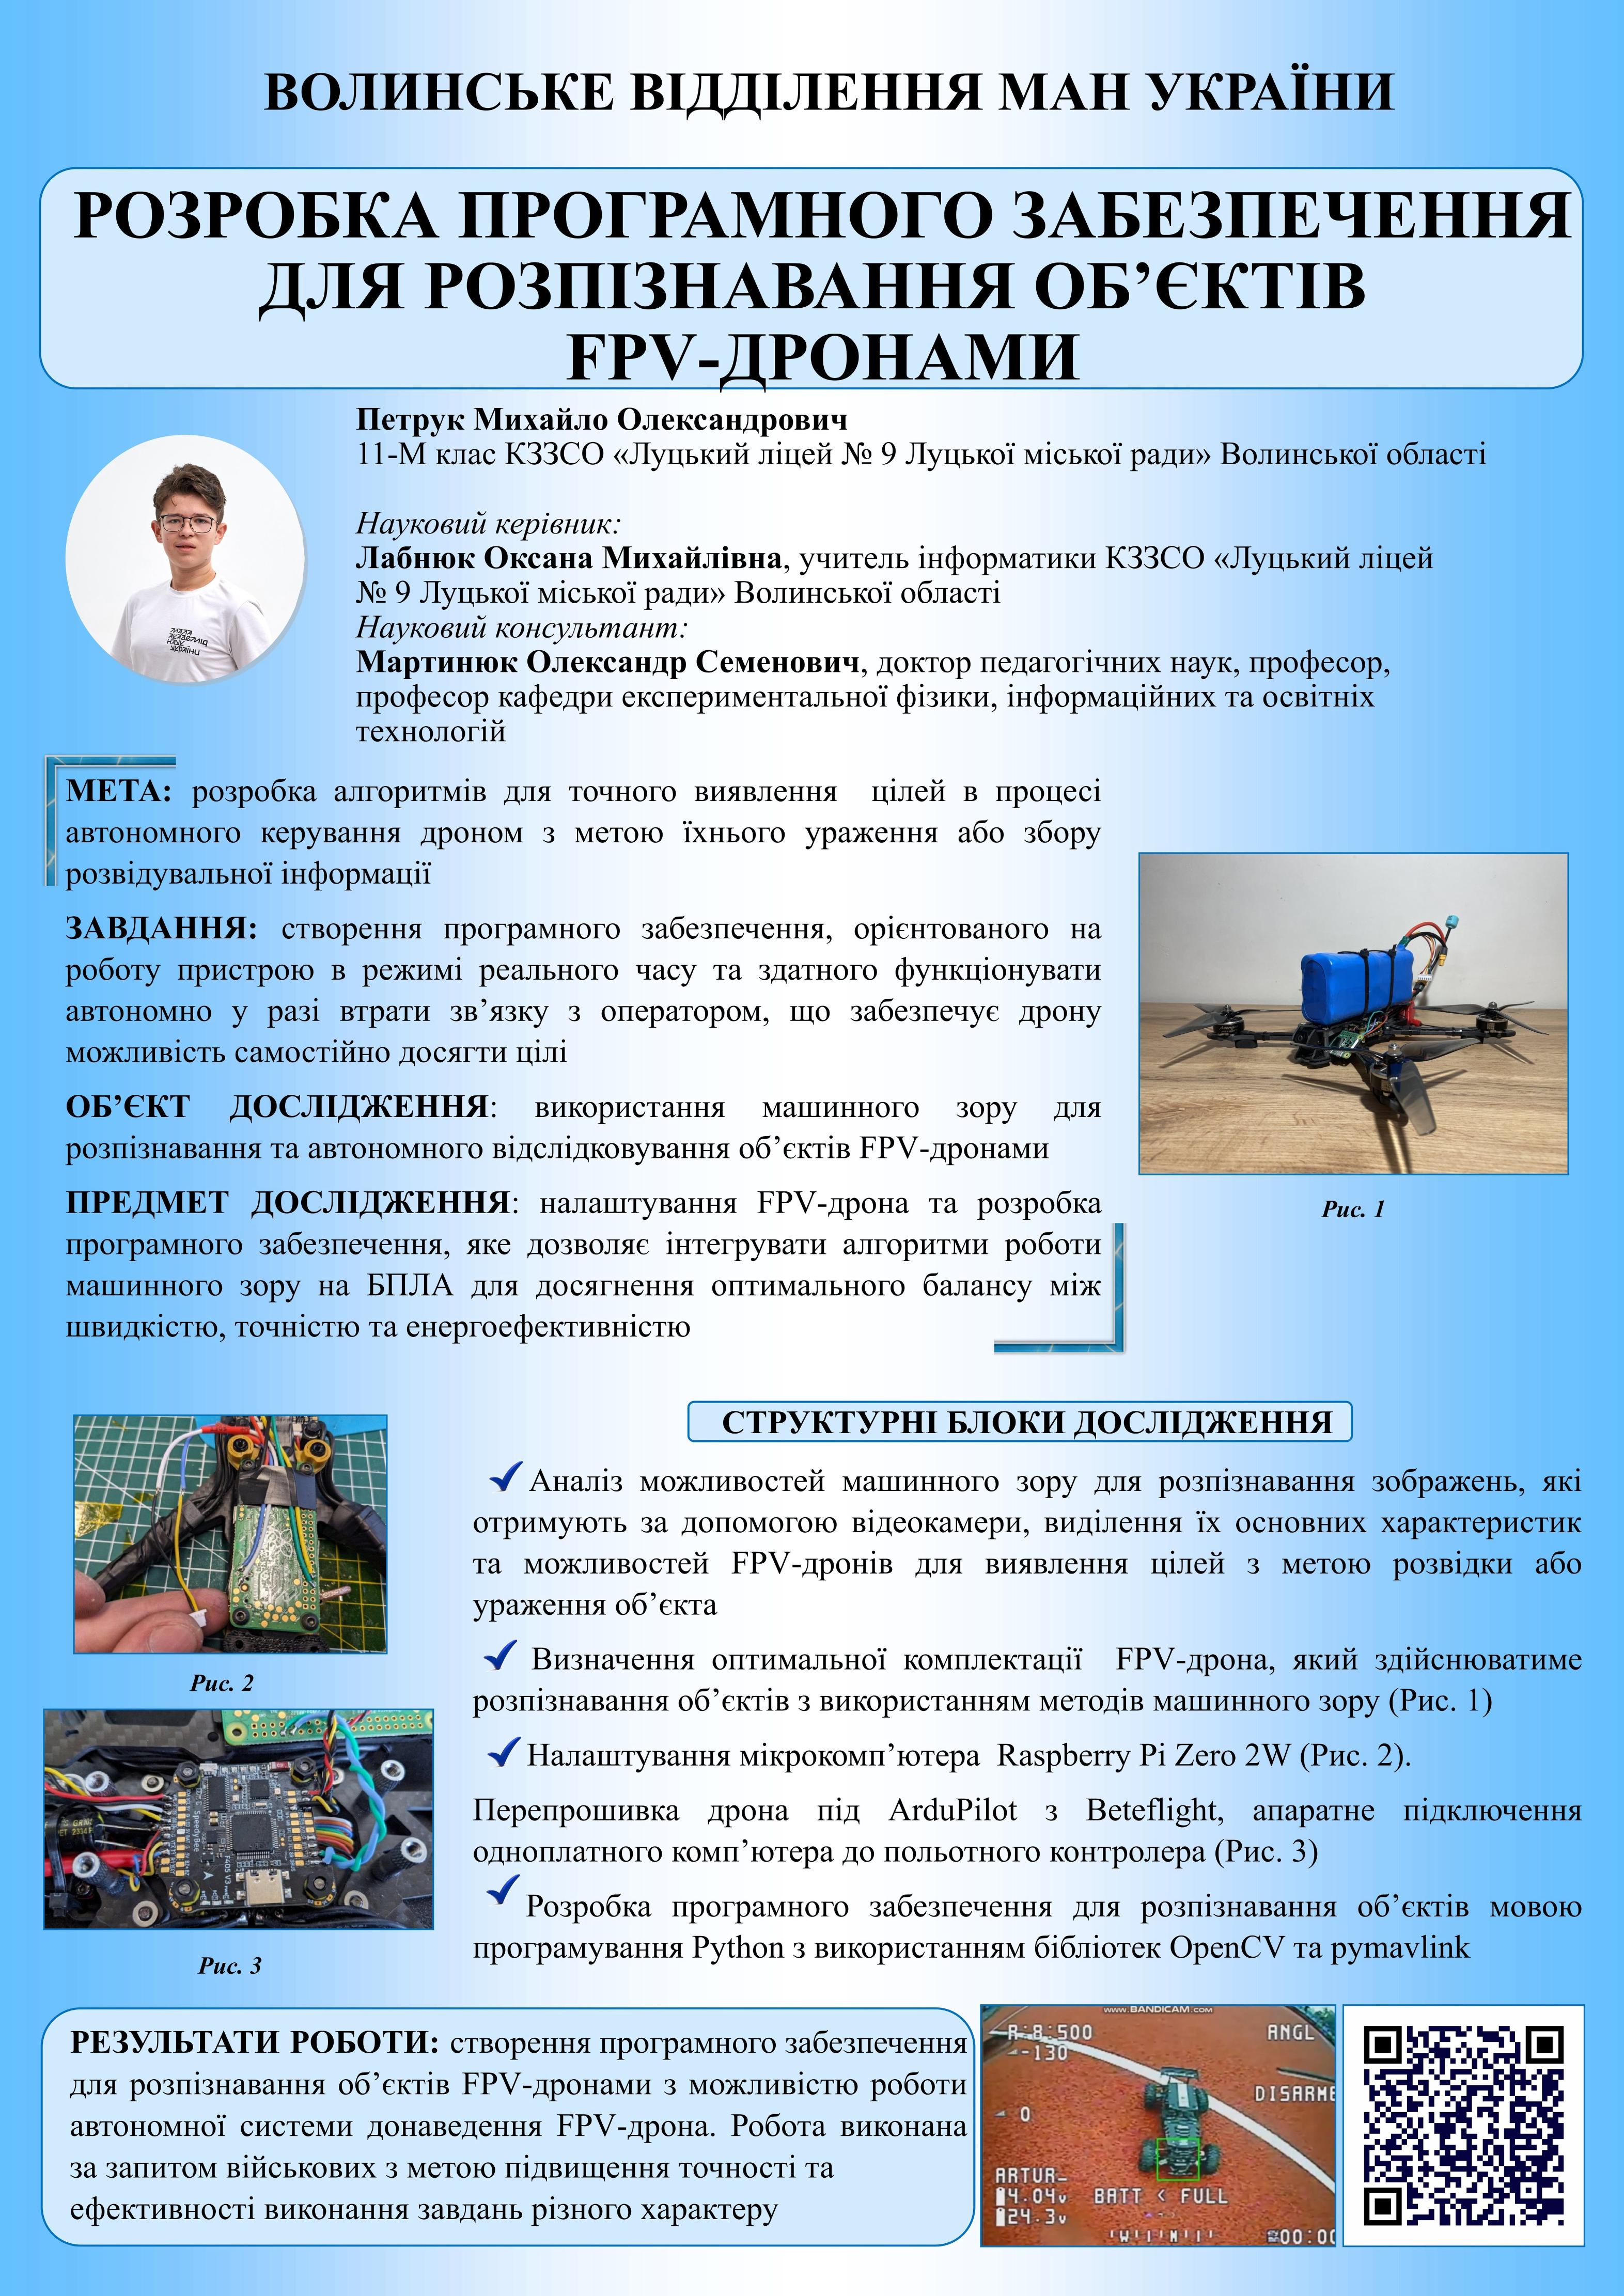 ВОЛИНСЬКЕ ВІДДІЛЕННЯ МАН УКРАЇНИ
РОЗРОБКА ПРОГРАМНОГО ЗАБЕЗПЕЧЕННЯ
ДЛЯ РОЗПІЗНАВАННЯ ОБ’ЄКТІВ
FPV-ДРОНАМИ
Петрук Михайло Олександрович
11-М клас КЗЗСО «Луцький ліцей № 9 Луцької міської ради» Волинської області
Науковий керівник:
Лабнюк Оксана Михайлівна, учитель інформатики КЗЗСО «Луцький ліцей
№ 9 Луцької міської ради» Волинської області
Науковий консультант:
Мартинюк Олександр Семенович, доктор педагогічних наук, професор,
професор кафедри експериментальної фізики, інформаційних та освітніх
технологій
мала
академія
наук
україни
МЕТА: розробка алгоритмів для точного виявлення цілей в процесі
автономного керування дроном з метою їхнього ураження або збору
розвідувальної інформації
ЗАВДАННЯ: створення програмного забезпечення, орієнтованого на
роботу пристрою в режимі реального часу та здатного функціонувати
автономно у разі втрати зв’язку з оператором, що забезпечує дрону
можливість самостійно досягти цілі
ОБ’ЄКТ ДОСЛІДЖЕННЯ: використання машинного зору для
розпізнавання та автономного відслідковування об’єктів FPV-дронами
ПРЕДМЕТ ДОСЛІДЖЕННЯ: налаштування FPV-дрона та розробка
програмного забезпечення, яке дозволяє інтегрувати алгоритми роботи
машинного зору на БПЛА для досягнення оптимального балансу між
швидкістю, точністю та енергоефективністю
Рис. 1
СТРУКТУРНІ БЛОКИ ДОСЛІДЖЕННЯ
Аналіз можливостей машинного зору для розпізнавання зображень, які
отримують за допомогою відеокамери, виділення їх основних характеристик
та можливостей FPV-дронів для виявлення цілей з метою розвідки або
ураження об’єкта
Визначення оптимальної комплектації FPV-дрона, який здійснюватиме
розпізнавання об’єктів з використанням методів машинного зору (Рис. 1)
Налаштування мікрокомп’ютера Raspberry Pi Zero 2W (Рис. 2).
Перепрошивка дрона під ArduPilot з Beteflight, апаратне підключення
одноплатного комп’ютера до польотного контролера (Рис. 3)
Розробка програмного забезпечення для розпізнавання об’єктів мовою
програмування Python з використанням бібліотек OpenCV та pymavlink
Рис. 2
SpeedyBee
F405 V3
Рис. 3
РЕЗУЛЬТАТИ РОБОТИ: створення програмного забезпечення
для розпізнавання об’єктів FPV-дронами з можливістю роботи
автономної системи донаведення FPV-дрона. Робота виконана
за запитом військових з метою підвищення точності та
ефективності виконання завдань різного характеру
www.BANDICAM.com
R:8:500
ANGL
-130
DISARME
0
ARTUR_
4.04v BATT < FULL
24.3v
00:00